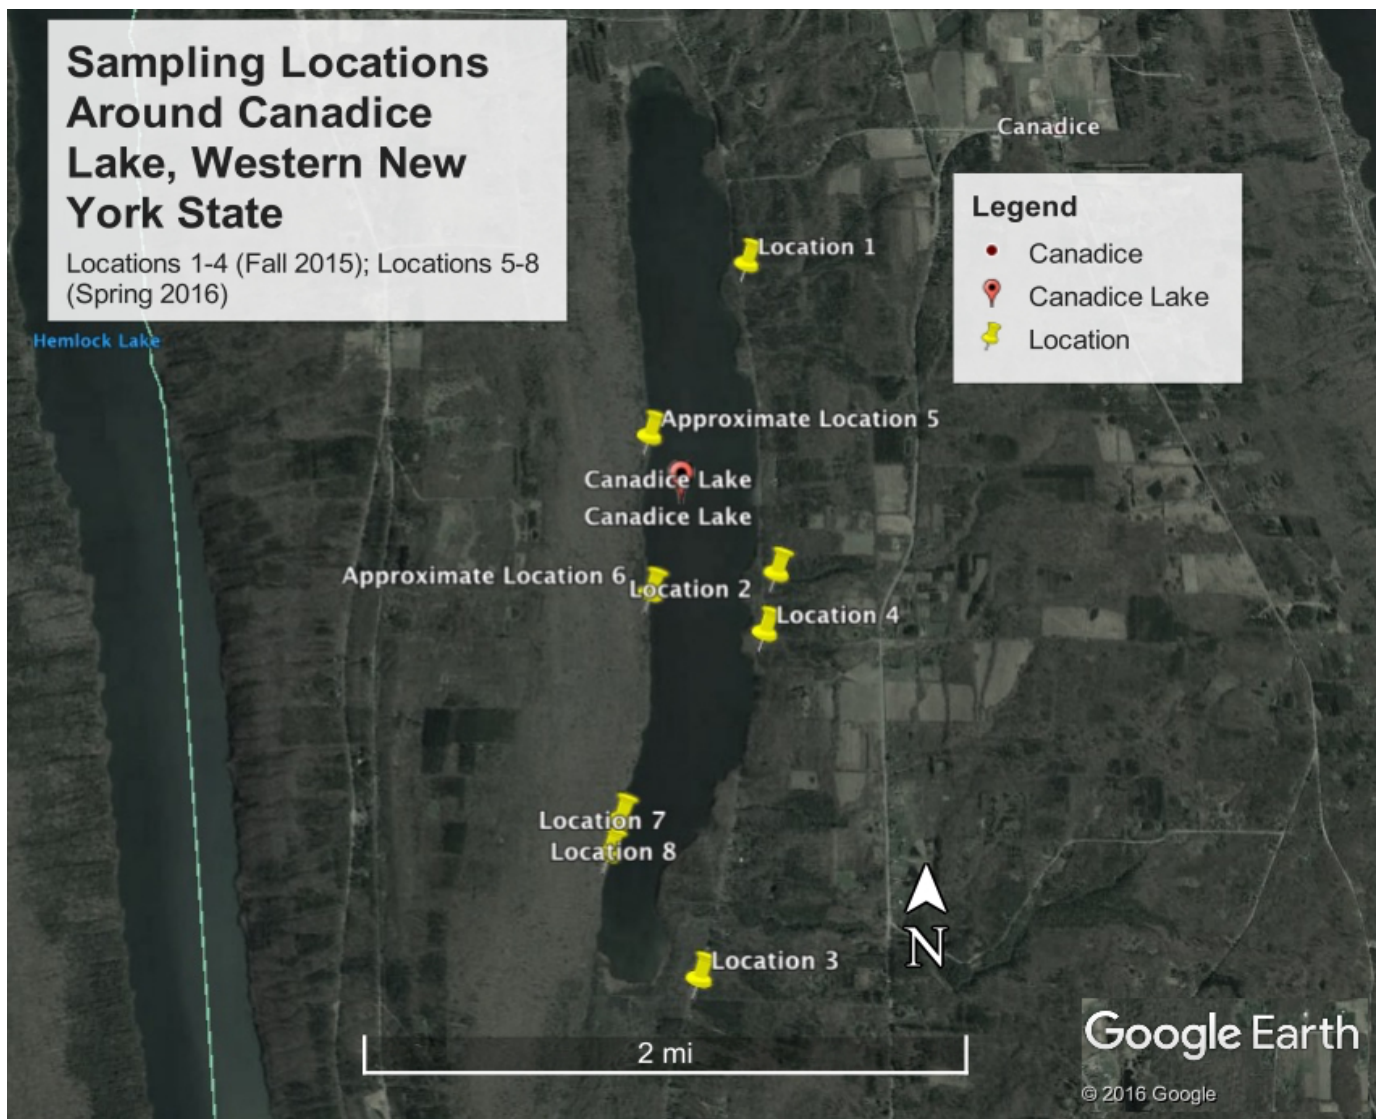 Sampling Locations
Around Canadice
Lake, Western New
York State
Locations 1-4 (Fall 2015); Locations 5-8
(Spring 2016)
Canadice
Legend
Canadice
Canadice Lake
Location
Location 1
Hemlock Lake
Approximate Location 5
Canadice Lake
Canadice Lake
Approximate Location 6
Location 2
Location 4
Location 7
Location 8
N
Location 3
2 mi
Google Earth
© 2016 Google